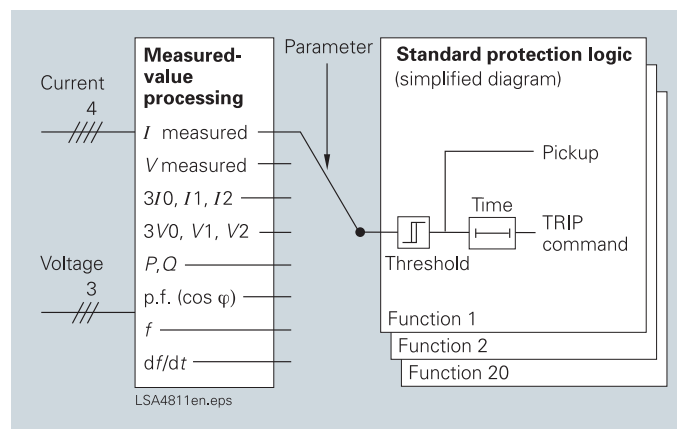 Measured-
value
processing
Current
4
I measured
V measured
3I0, I1, I2
3V0, V1, V2
Voltage
3
P,Q
p.f. (cos φ)
f
df/dt
LSA4811en.eps
Parameter
Standard protection logic
(simplified diagram)
Pickup
Time
TRIP
command
Threshold
Function 1
Function 2
Function 20